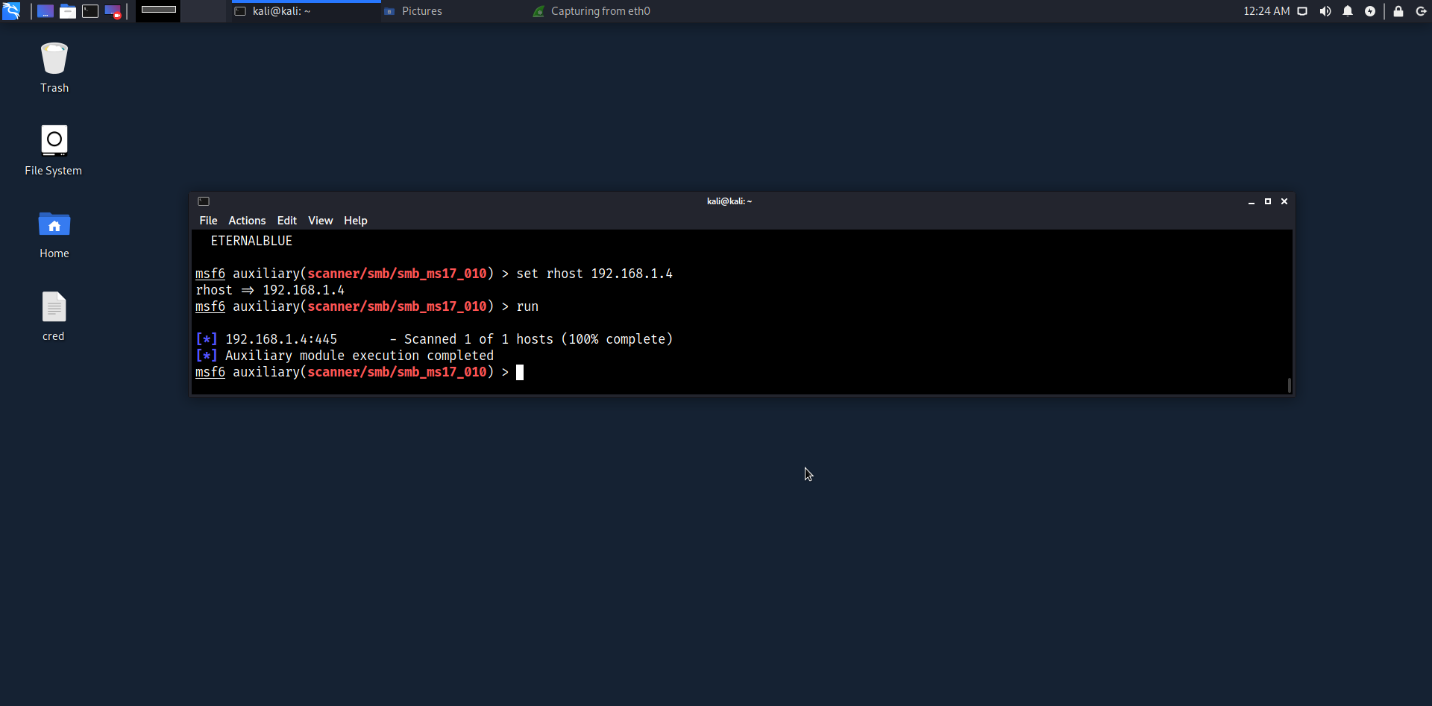 kali@kali: ~
Pictures
Capturing from eth0
12:24 AM
Trash
File System
Home
cred
kali@kali: ~
File Actions Edit View Help
ETERNALBLUE
msf6 auxiliary(scanner/smb/smb_ms17_010) > set rhost 192.168.1.4
rhost => 192.168.1.4
msf6 auxiliary(scanner/smb/smb_ms17_010) > run
[*] 192.168.1.4:445 - Scanned 1 of 1 hosts (100% complete)
[*] Auxiliary module execution completed
msf6 auxiliary(scanner/smb/smb_ms17_010) >